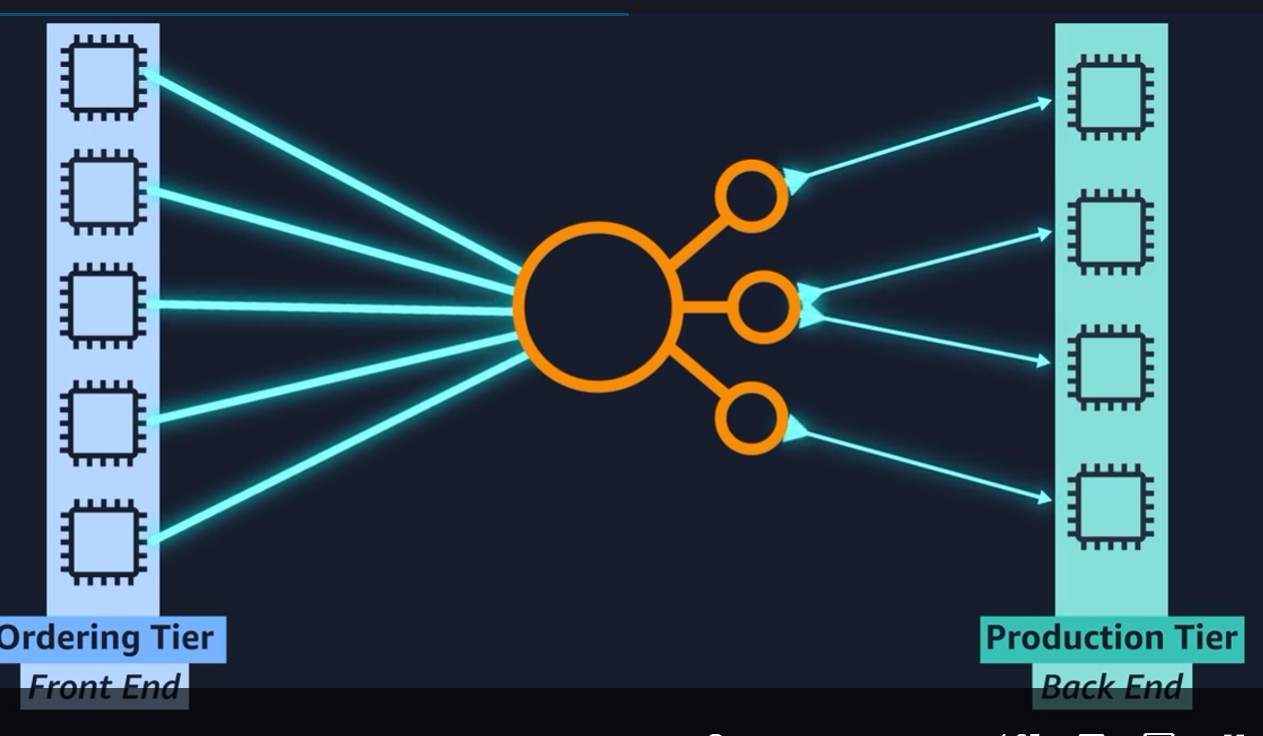 Ordering Tier
Front End
Production Tier
Back End